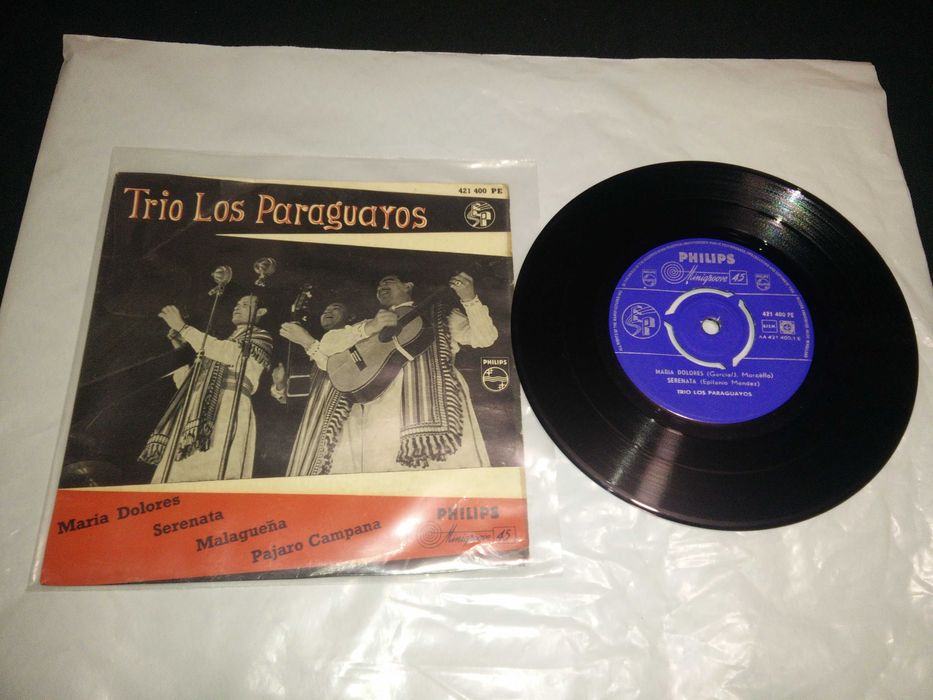 421 400 PE
Trio Los Paraguayos
PHILIPS
Maria Dolores
Serenata
Malagueña
Pajaro Campana
PHILIPS
Minigroove 45
PHILIPS
Minigroove 45
421 400 PE
BIEM
AA 421 400.1 E
MARIA DOLORES (Garcia/J. Morcillo)
SERENATA (Epifanio Mendez)
TRIO LOS PARAGUAYOS